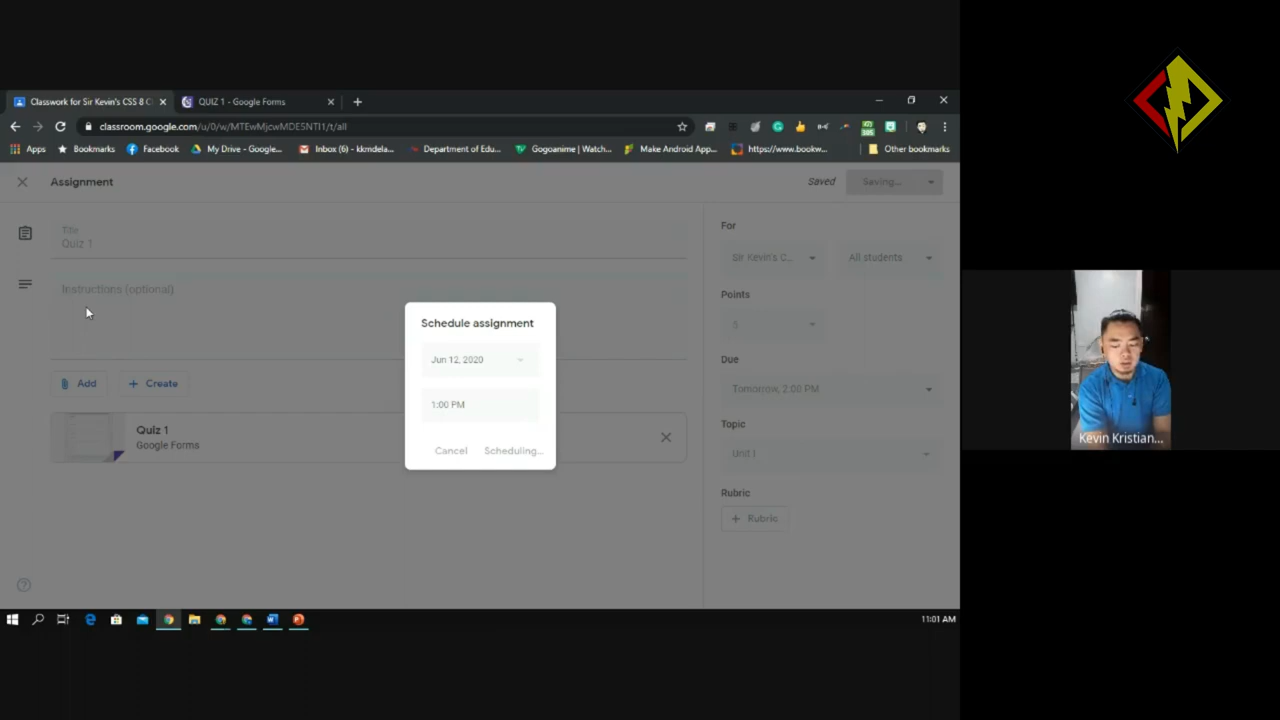 Classwork for Sir Kevin's CSS 8 C
QUIZ 1 - Google Forms
classroom.google.com/u/0/w/MTEwMjcwMDE5NTI1/t/all
Apps
Bookmarks
Facebook
My Drive - Google...
Inbox (6) - kkmdela...
Department of Edu...
Gogoanime | Watch...
Make Android App...
https://www.bookw...
Other bookmarks
Assignment
Saved
Saving...
Title
Quiz 1
Instructions (optional)
Add
Create
Quiz 1
Google Forms
Schedule assignment
Jun 12, 2020
1:00 PM
Cancel
Scheduling...
For
Sir Kevin's C...
All students
Points
Due
Tomorrow, 2:00 PM
Topic
Unit I
Rubric
Rubric
11:01 AM
Kevin Kristian...